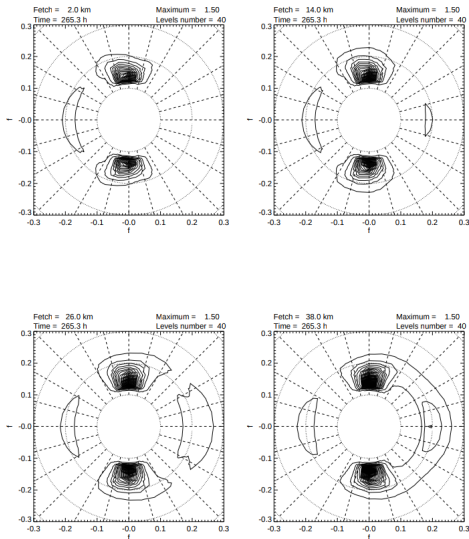 Fetch = 2.0 km Maximum = 1.50
Time = 265.3 h Levels number = 40
0.3
0.2
0.1
-0.0
-0.1
-0.2
-0.3
f
-0.3 -0.2 -0.1 -0.0 0.1 0.2 0.3
f
Fetch = 14.0 km Maximum = 1.50
Time = 265.3 h Levels number = 40
0.3
0.2
0.1
-0.0
-0.1
-0.2
-0.3
f
-0.3 -0.2 -0.1 -0.0 0.1 0.2 0.3
f
Fetch = 26.0 km Maximum = 1.50
Time = 265.3 h Levels number = 40
0.3
0.2
0.1
-0.0
-0.1
-0.2
-0.3
f
-0.3 -0.2 -0.1 -0.0 0.1 0.2 0.3
f
Fetch = 38.0 km Maximum = 1.50
Time = 265.3 h Levels number = 40
0.3
0.2
0.1
-0.0
-0.1
-0.2
-0.3
f
-0.3 -0.2 -0.1 -0.0 0.1 0.2 0.3
f